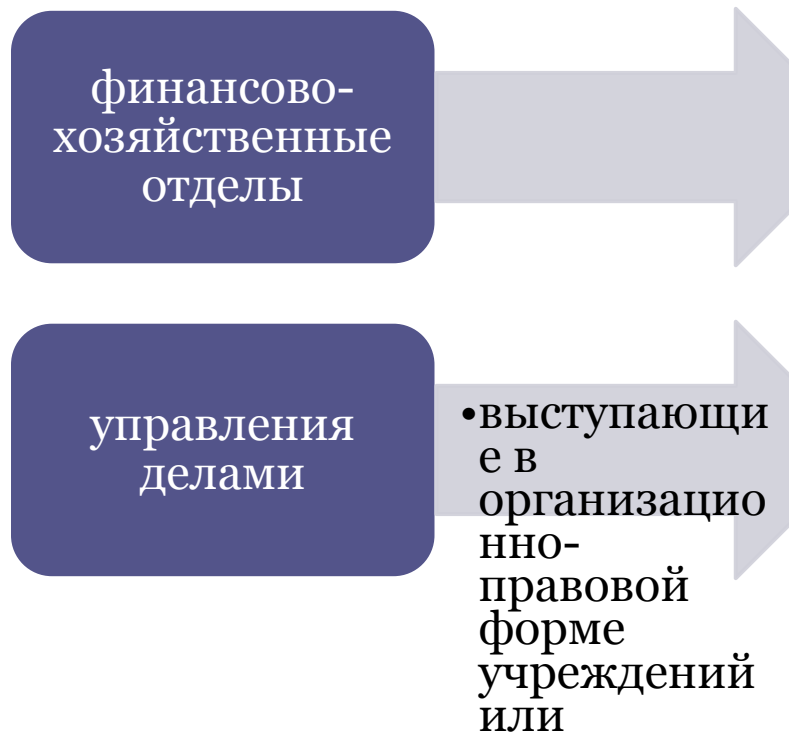 финансово-
хозяйственные
отделы
управления
делами
•выступающи
е в
организацио
нно-
правовой
форме
учреждений
или